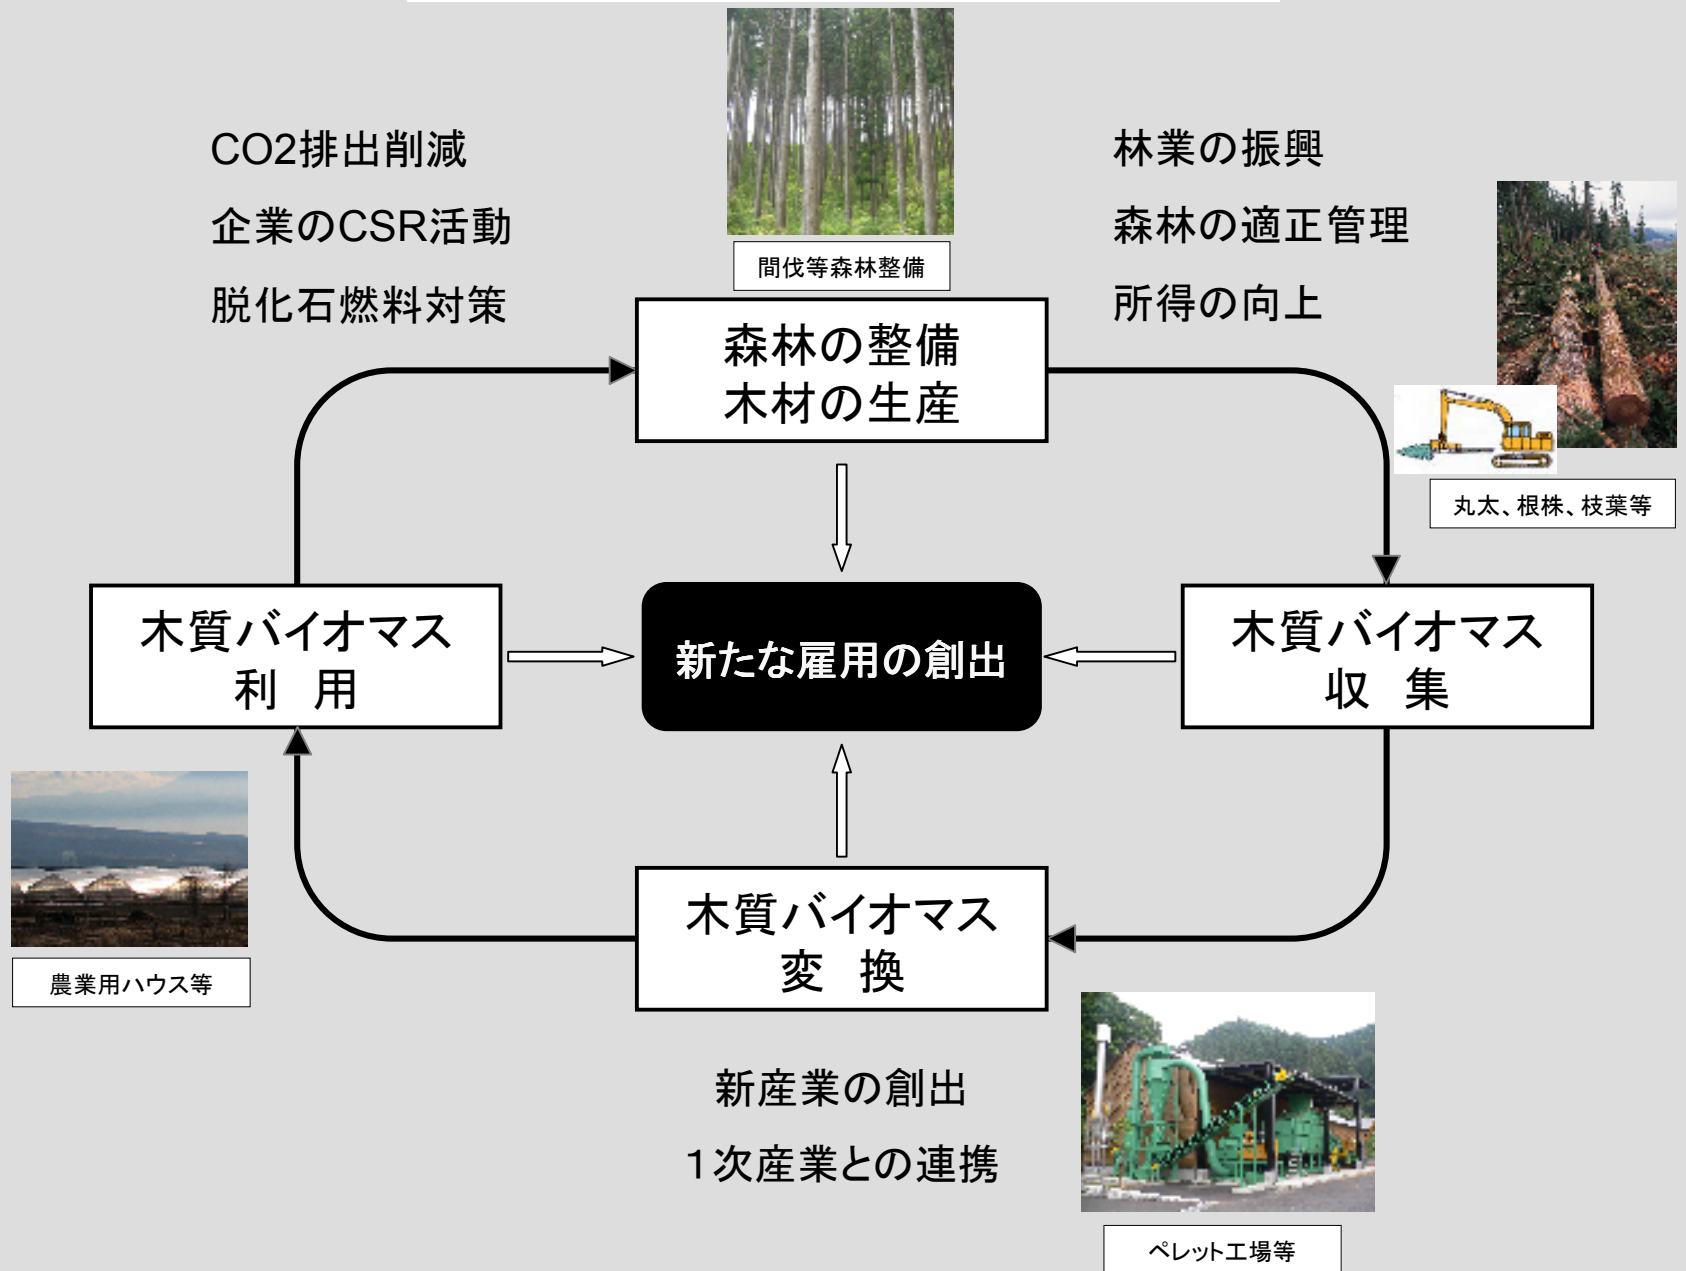 CO2排出削減
企業のCSR活動
脱化石燃料対策
間伐等森林整備
林業の振興
森林の適正管理
所得の向上
森林の整備
木材の生産
丸太、根株、枝葉等
木質バイオマス
利　用
新たな雇用の創出
木質バイオマス
収　集
農業用ハウス等
木質バイオマス
変　換
新産業の創出
１次産業との連携
ペレット工場等